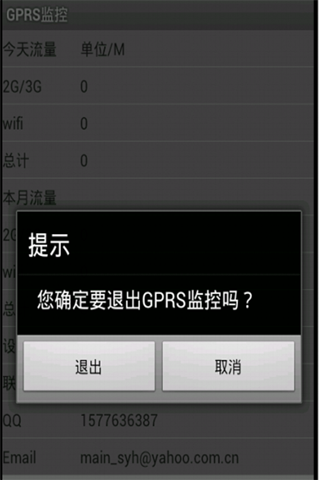 GPRS监控
今天流量 单位/M
2G/3G 0
wifi 0
总计 0
本月流量
2G
wi
提示
您确定要退出GPRS监控吗？
总
设
退出 取消
联
QQ 1577636387
Email main_syh@yahoo.com.cn